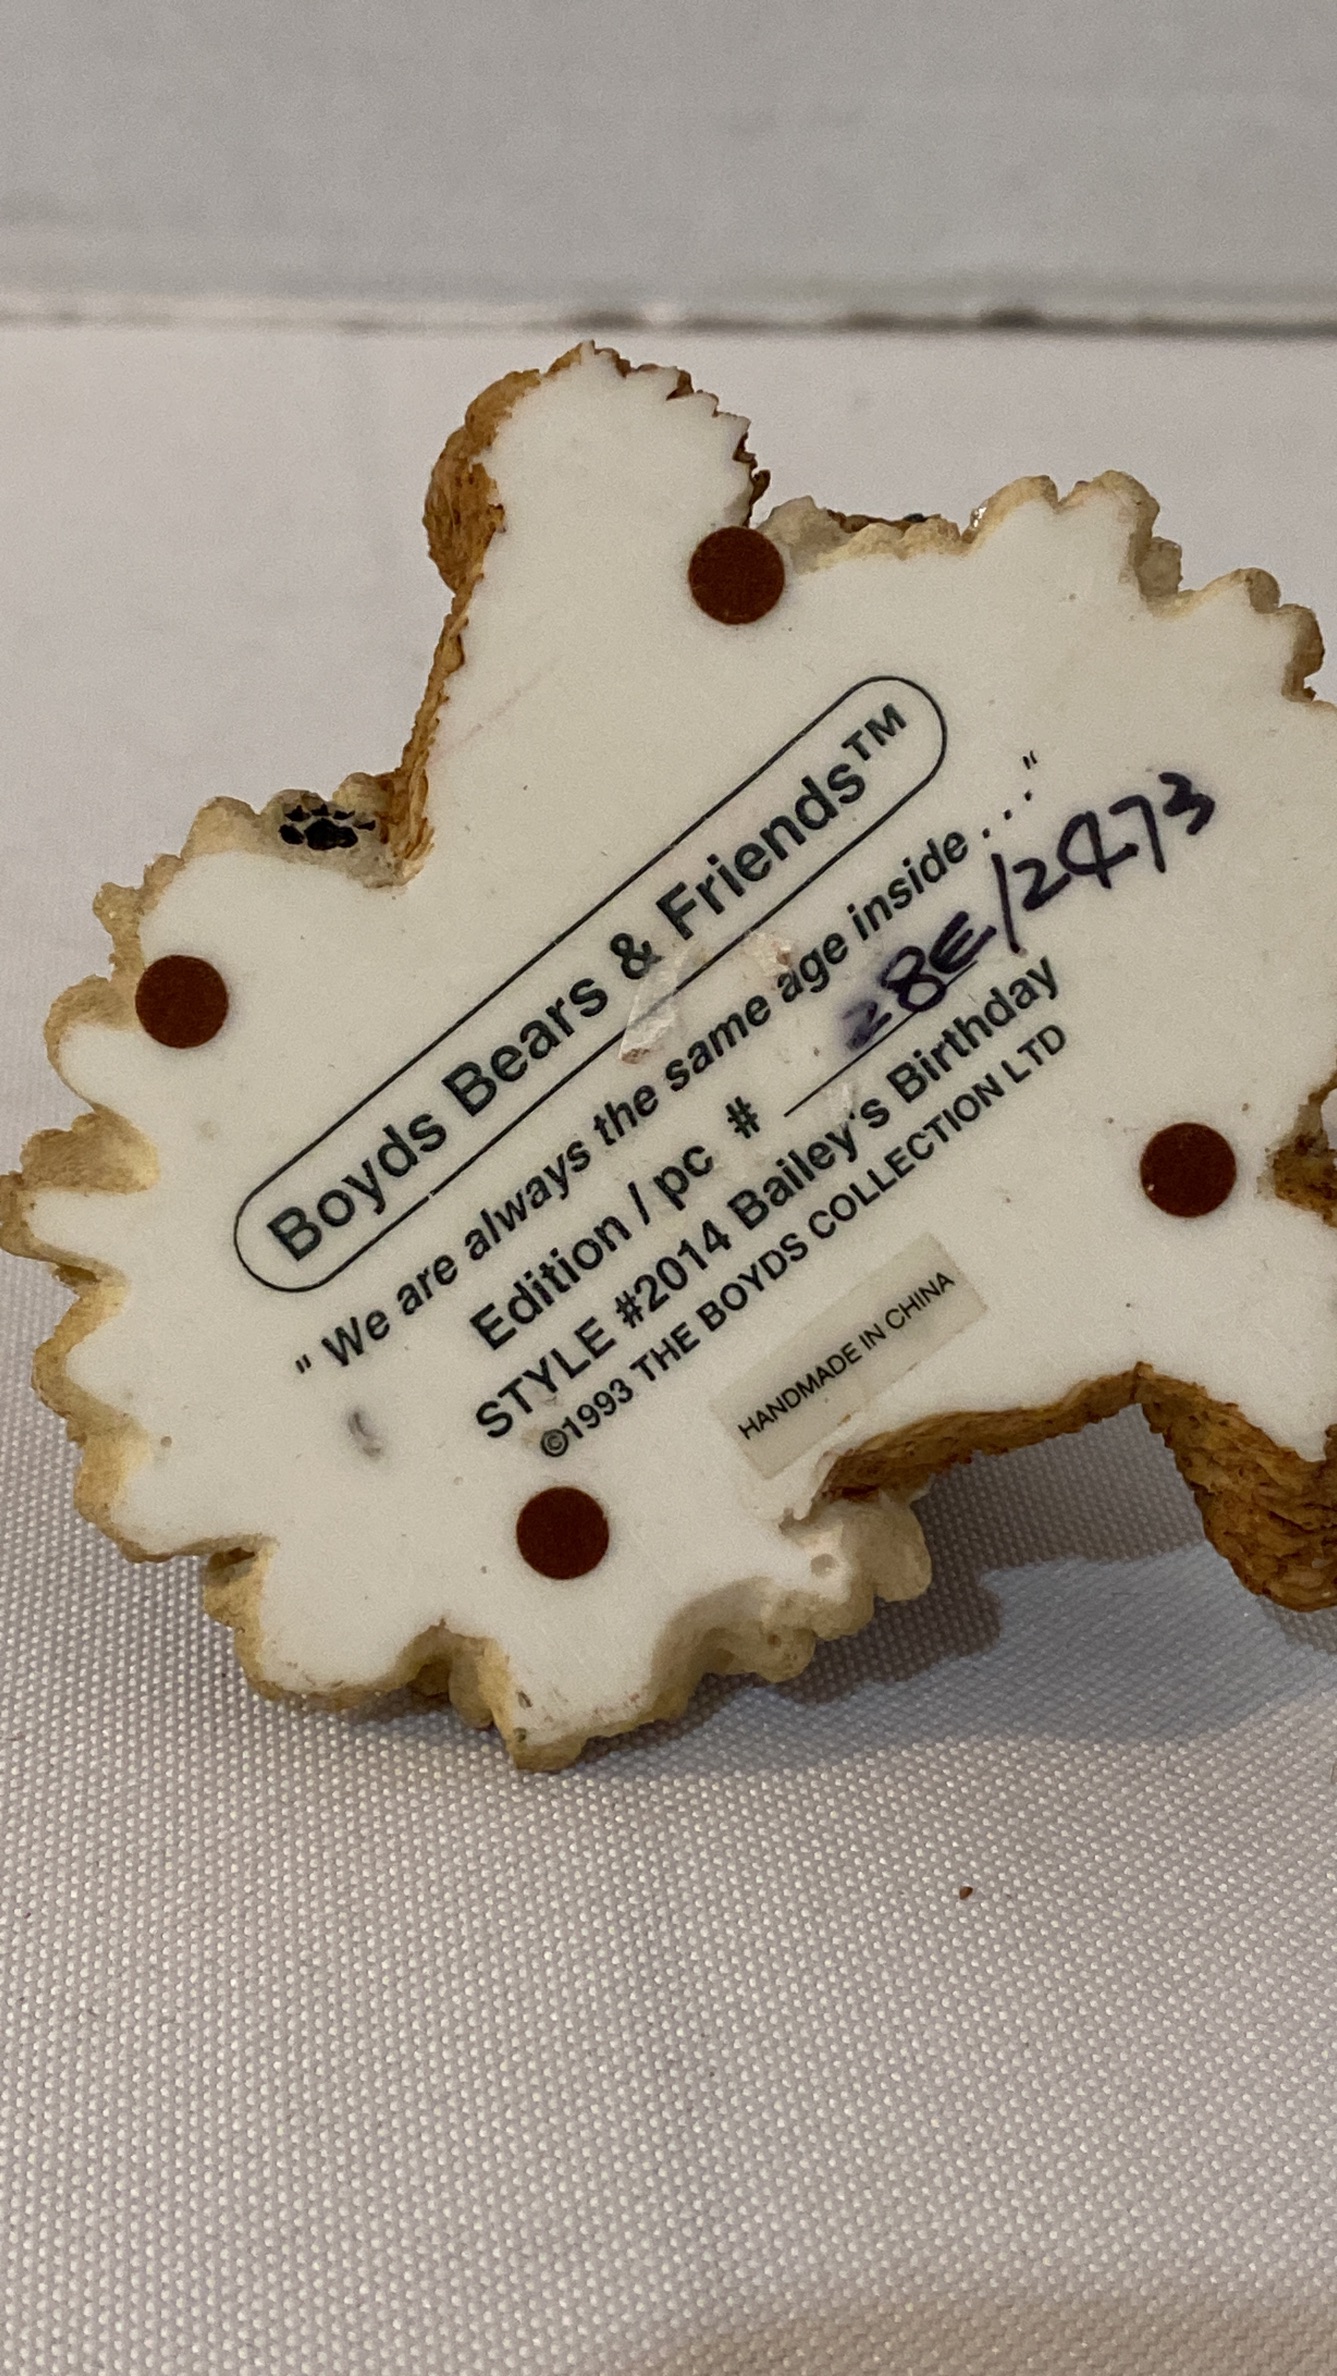 Boyds Bears & Friends™
"We are always the same age inside . . ."
Edition / pc # 28E/2473
STYLE #2014 Bailey's Birthday
©1993 THE BOYDS COLLECTION LTD
HANDMADE IN CHINA